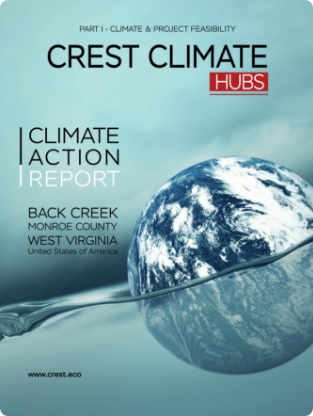 PART I - CLIMATE & PROJECT FEASIBILITY
CREST CLIMATE
HUBS
CLIMATE
ACTION
REPORT
BACK CREEK
MONROE COUNTY
WEST VIRGINIA
United States of America
www.crest.eco